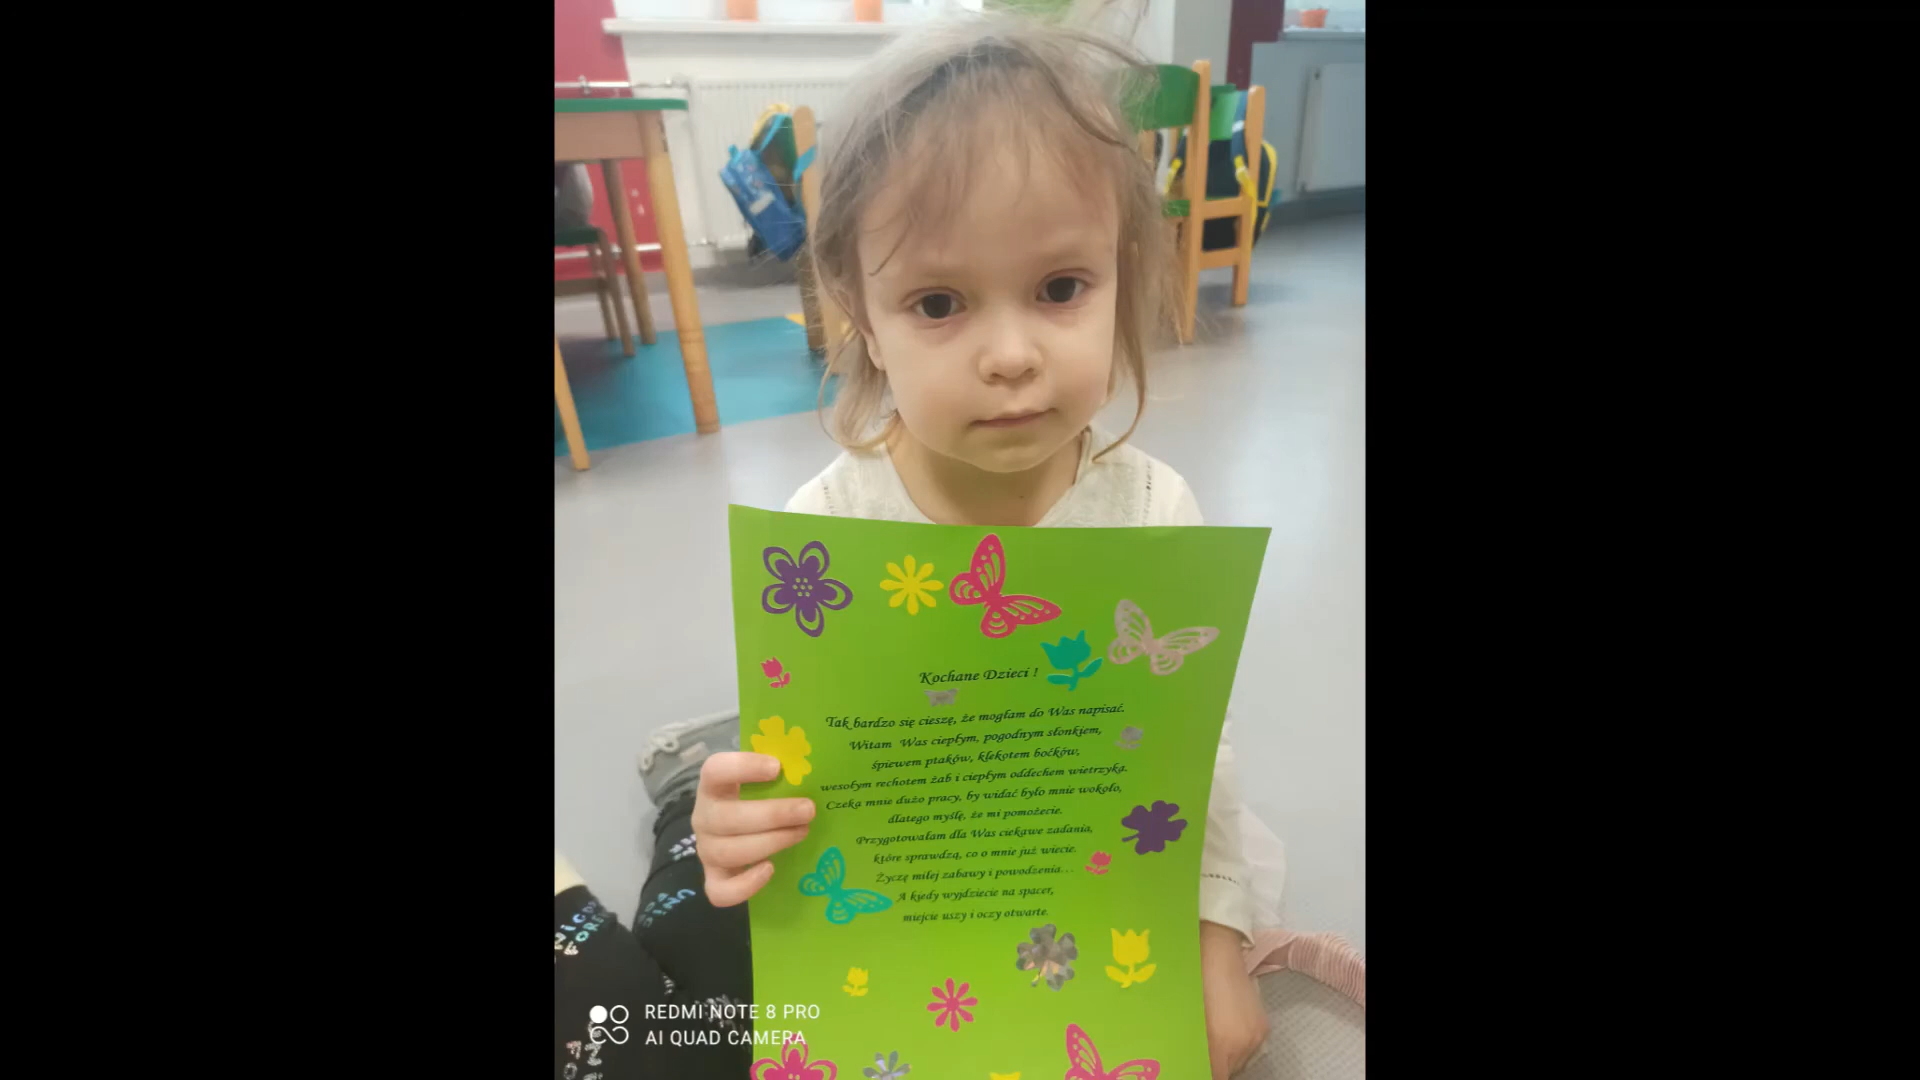 Kochane Dzieci !
Tak bardzo się cieszę, że mogłam do Was napisać.
Witam Was ciepłym, pogodnym słonkiem,
śpiewem ptaków, klekotem boćków,
wesołym rechotem żab i ciepłym oddechem wietrzyka.
Czeka mnie dużo pracy, by widać było mnie wokoło,
dlatego myślę, że mi pomożecie.
Przygotowałam dla Was ciekawe zadania,
które sprawdzą, co o mnie już wiecie.
Życzę miłej zabawy i powodzenia...
A kiedy wyjdziecie na spacer,
miejcie uszy i oczy otwarte.
REDMI NOTE 8 PRO
AI QUAD CAMERA